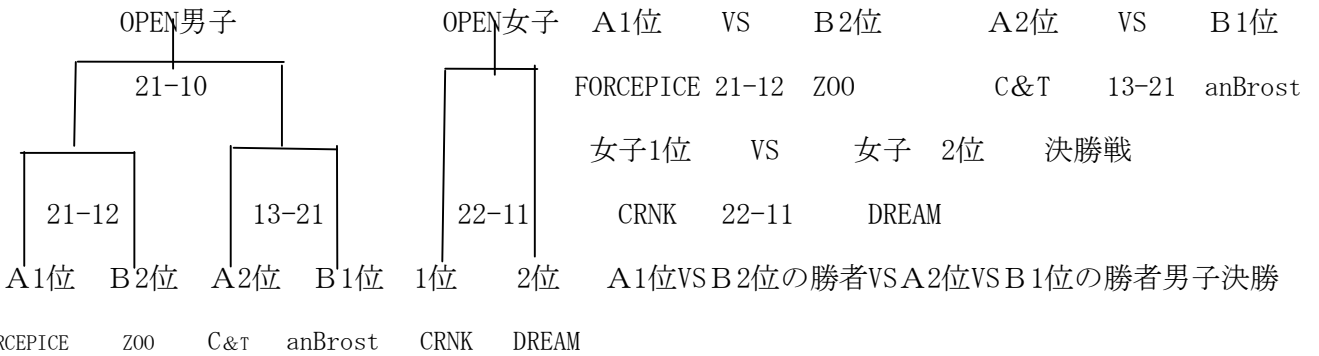 OPEN男子 OPEN女子 A1位 VS B2位 A2位 VS B1位
21-10 FORCEPICE 21-12 ZOO C&T 13-21 anBrost
女子1位 VS 女子 2位 決勝戦
21-12 13-21 22-11 CRNK 22-11 DREAM
A1位 B2位 A2位 B1位 1位 2位 A1位VSB2位の勝者VSA2位VSB1位の勝者男子決勝
RCEPICE ZOO C&T anBrost CRNK DREAM